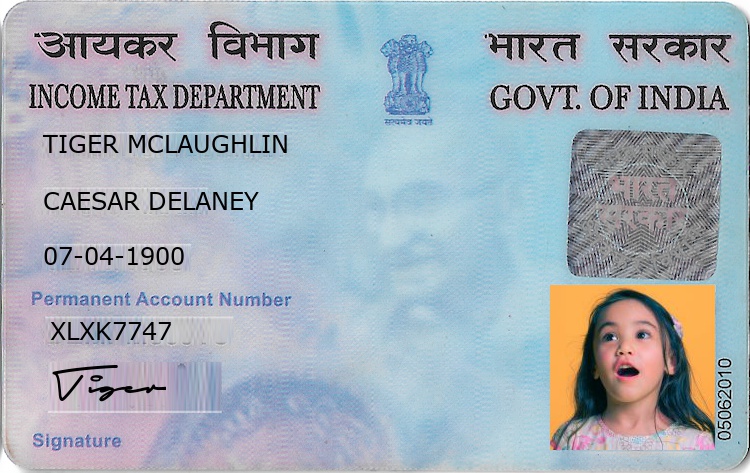 आयकर विभाग
भारत सरकार
INCOME TAX DEPARTMENT
GOVT. OF INDIA
सत्यमेव जयते
TIGER MCLAUGHLIN
CAESAR DELANEY
07-04-1900
भारत
सरकार
Permanent Account Number
XLXK7747
Tiger
Signature
05062010